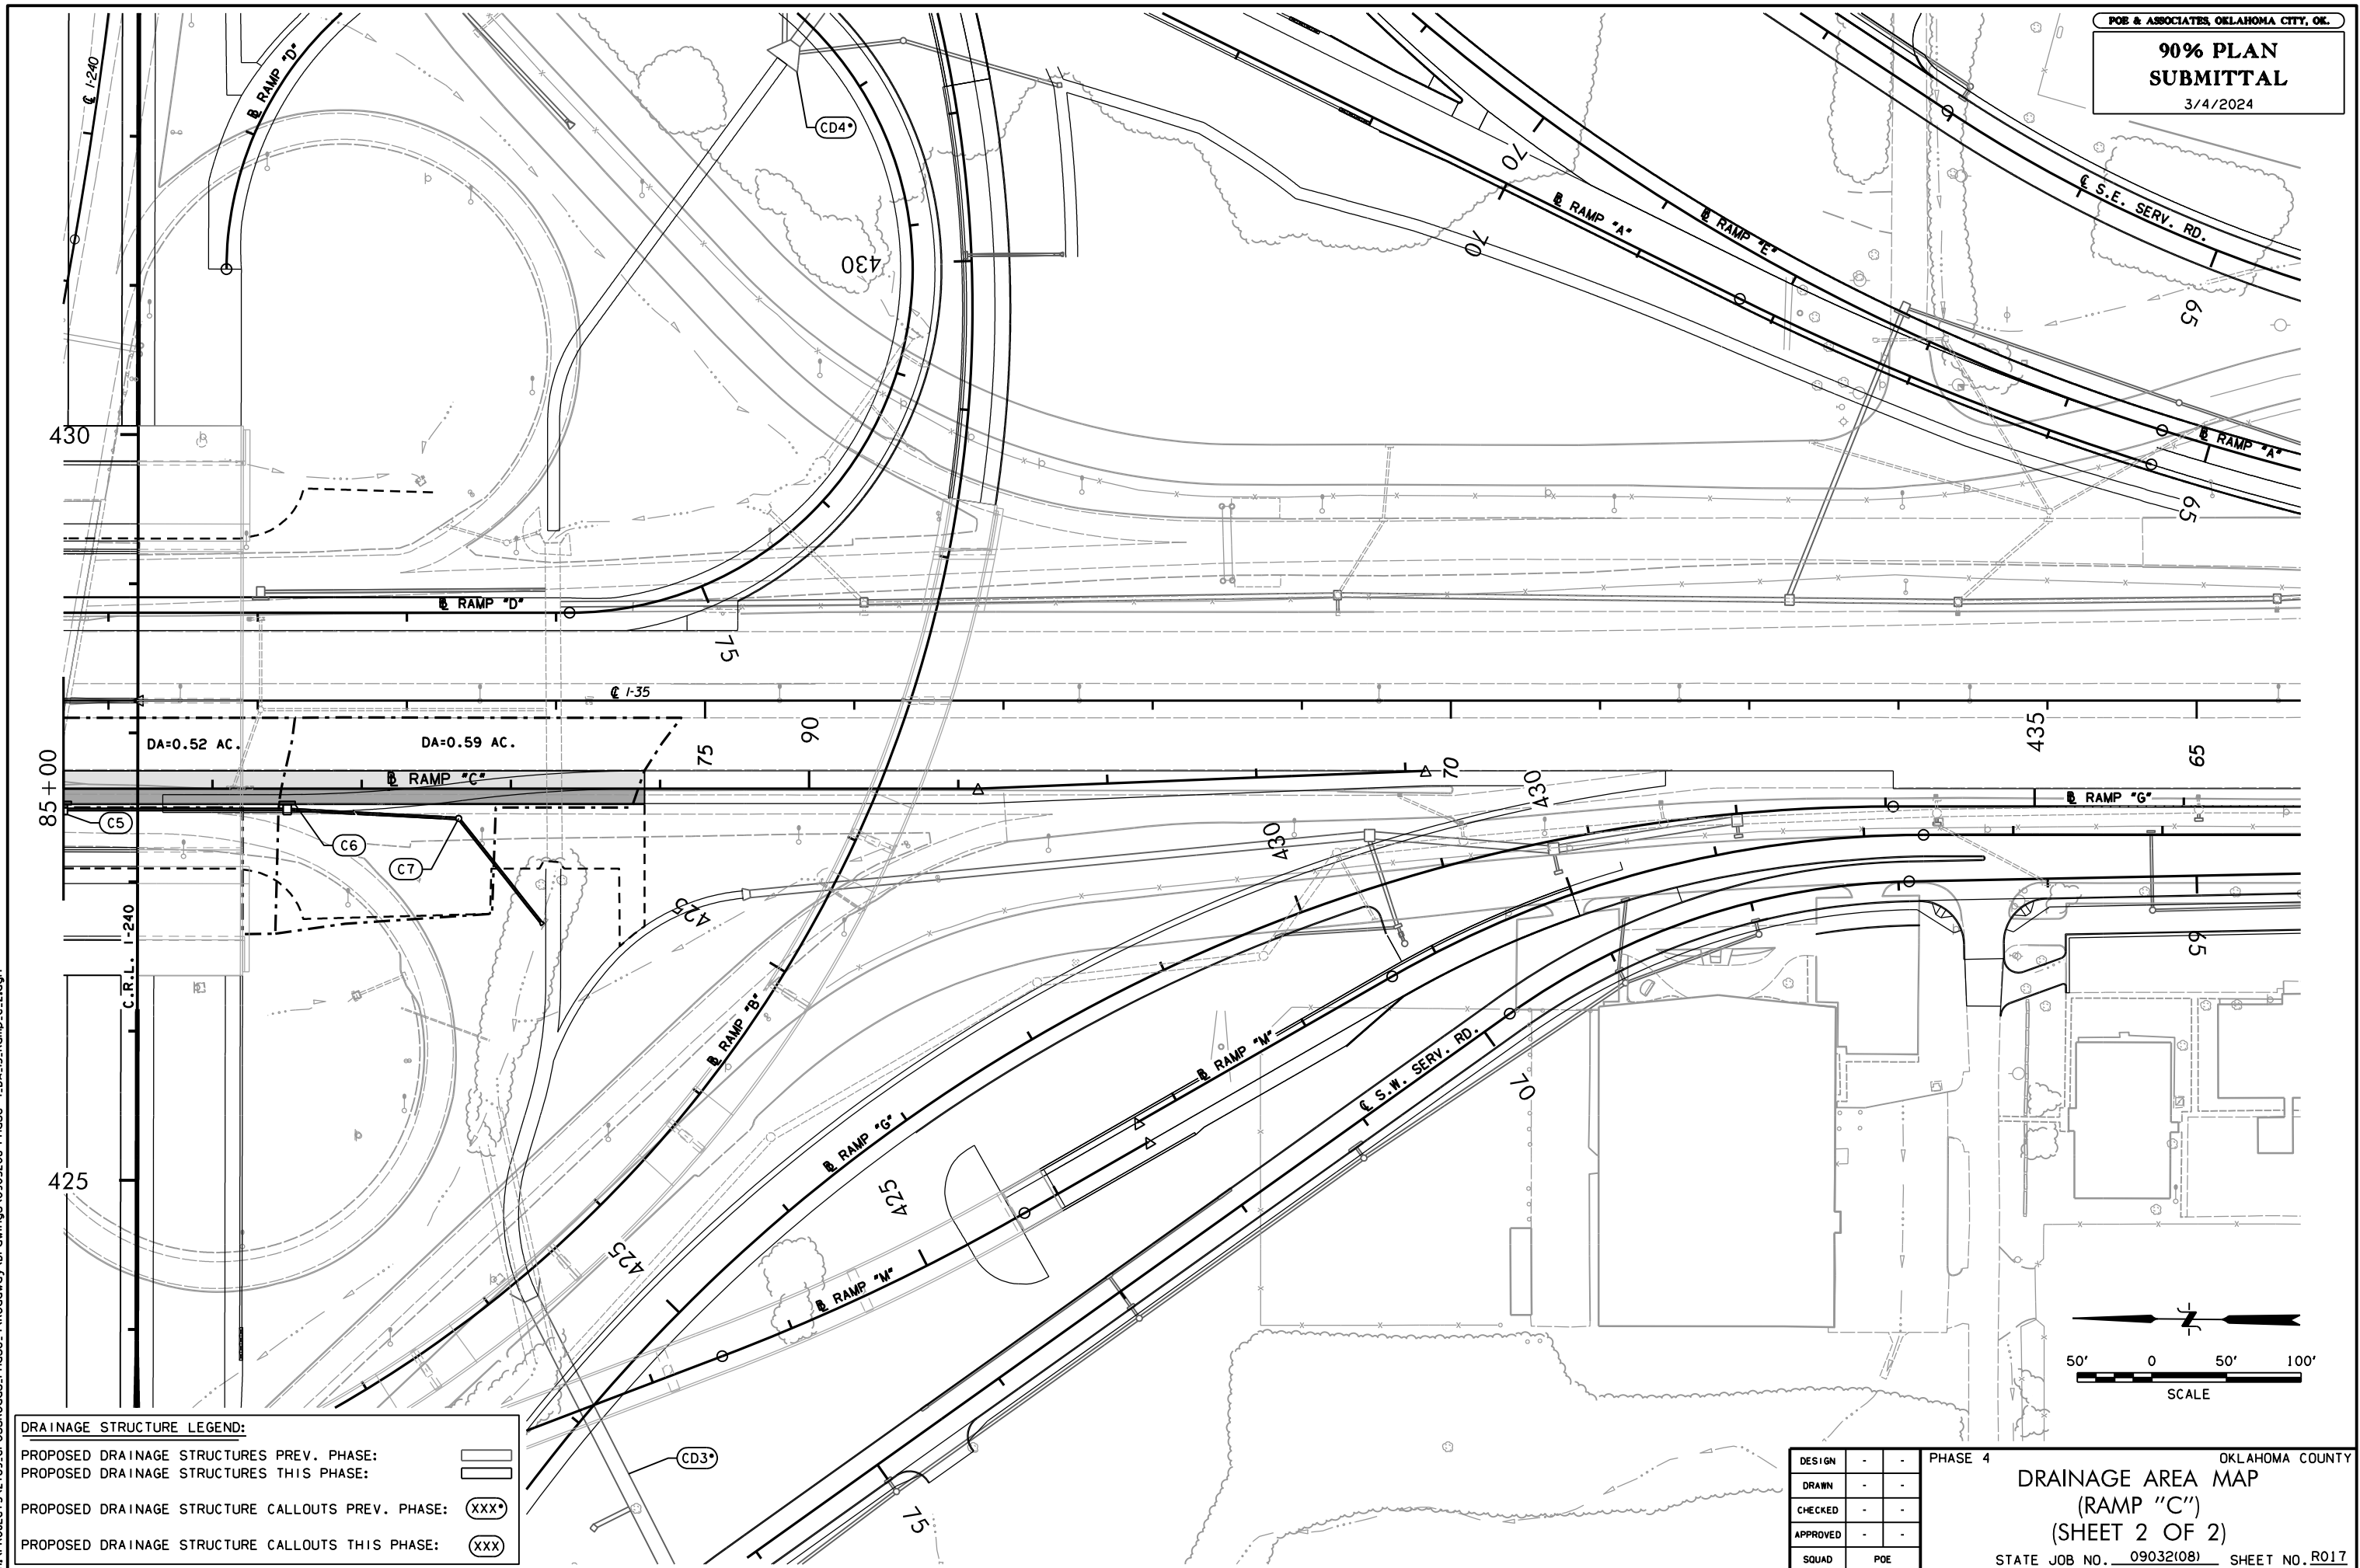 POE & ASSOCIATES, OKLAHOMA CITY, OK.
90% PLAN
SUBMITTAL
3/4/2024
℄ I-240
℄ RAMP "D"
CD4*
70
℄ S.E. SERV. RD.
B̲ RAMP "A"
B̲ RAMP "E"
70
430
65
430
B̲ RAMP "A"
65
B̲ RAMP "D"
75
℄ I-35
DA=0.52 AC.
DA=0.59 AC.
75
90
435
65
85+00
B̲ RAMP "C"
70
430
B̲ RAMP "G"
C5
C6
C7
430
425
C.R.L. I-240
65
B̲ RAMP "B"
B̲ RAMP "M"
℄ S.W. SERV. RD.
70
B̲ RAMP "G"
425
425
425
B̲ RAMP "M"
50' 0 50' 100'
SCALE
CD3*
75
DRAINAGE STRUCTURE LEGEND:
PROPOSED DRAINAGE STRUCTURES PREV. PHASE:
PROPOSED DRAINAGE STRUCTURES THIS PHASE:
PROPOSED DRAINAGE STRUCTURE CALLOUTS PREV. PHASE: XXX*
PROPOSED DRAINAGE STRUCTURE CALLOUTS THIS PHASE: XXX
DESIGN - -
DRAWN - -
CHECKED - -
APPROVED - -
SQUAD POE
PHASE 4 OKLAHOMA COUNTY
DRAINAGE AREA MAP
(RAMP "C")
(SHEET 2 OF 2)
STATE JOB NO. 09032(08) SHEET NO. R017